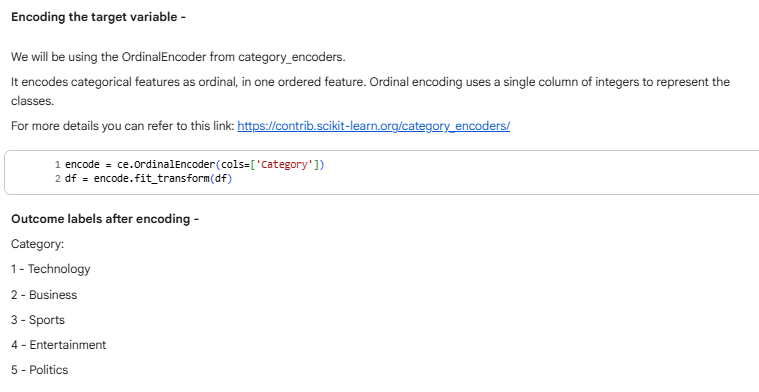 Encoding the target variable -
We will be using the OrdinalEncoder from category_encoders.
It encodes categorical features as ordinal, in one ordered feature. Ordinal encoding uses a single column of integers to represent the
classes.
For more details you can refer to this link: https://contrib.scikit-learn.org/category_encoders/
1 encode = ce.OrdinalEncoder(cols=['Category'])
2 df = encode.fit_transform(df)
Outcome labels after encoding -
Category:
1 - Technology
2 - Business
3 - Sports
4 - Entertainment
5 - Politics